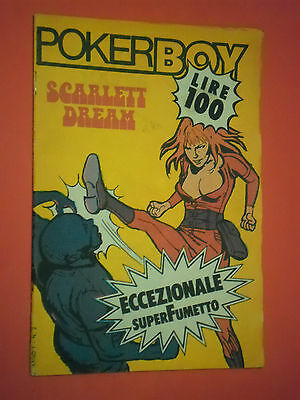 POKERBOY
SCARLETT
DREAM
LIRE
100
ECCEZIONALE
SUPERFUMETTO